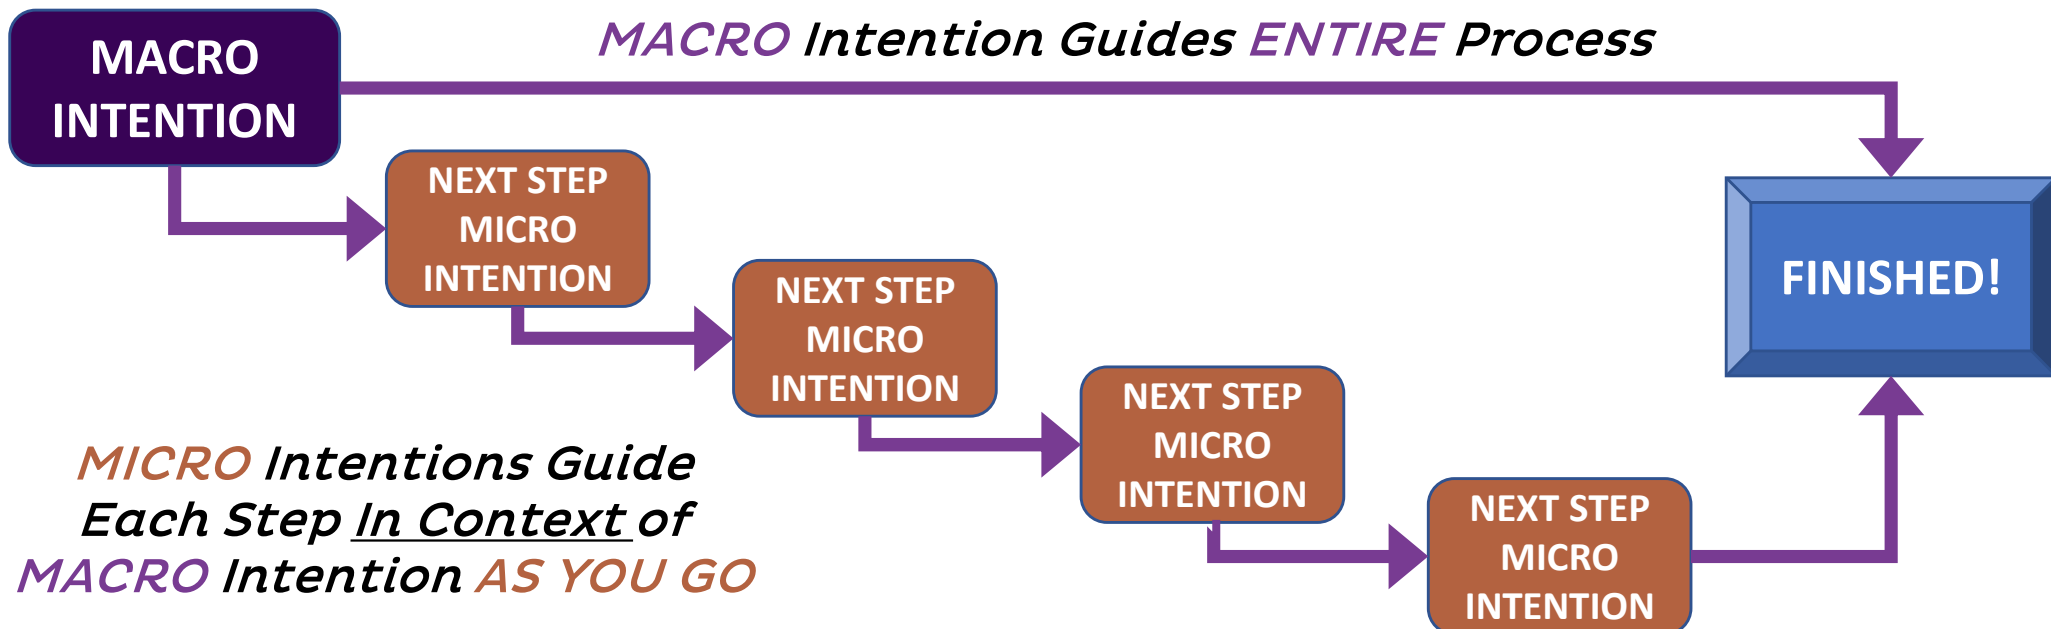 MACRO
INTENTION
MACRO Intention Guides ENTIRE Process
NEXT STEP
MICRO
INTENTION
NEXT STEP
MICRO
INTENTION
NEXT STEP
MICRO
INTENTION
NEXT STEP
MICRO
INTENTION
FINISHED!
MICRO Intentions Guide
Each Step In Context of
MACRO Intention AS YOU GO